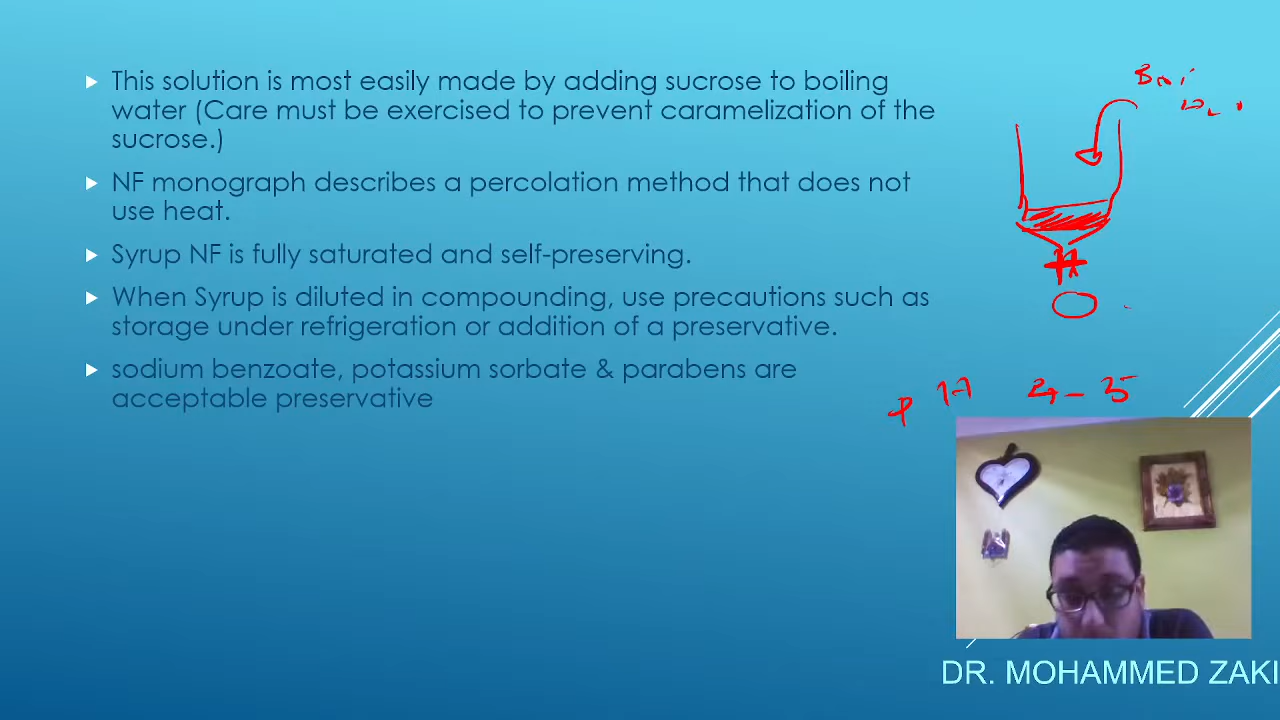 This solution is most easily made by adding sucrose to boiling
water (Care must be exercised to prevent caramelization of the
sucrose.)
NF monograph describes a percolation method that does not
use heat.
Syrup NF is fully saturated and self-preserving.
When Syrup is diluted in compounding, use precautions such as
storage under refrigeration or addition of a preservative.
sodium benzoate, potassium sorbate & parabens are
acceptable preservative
DR. MOHAMMED ZAKI